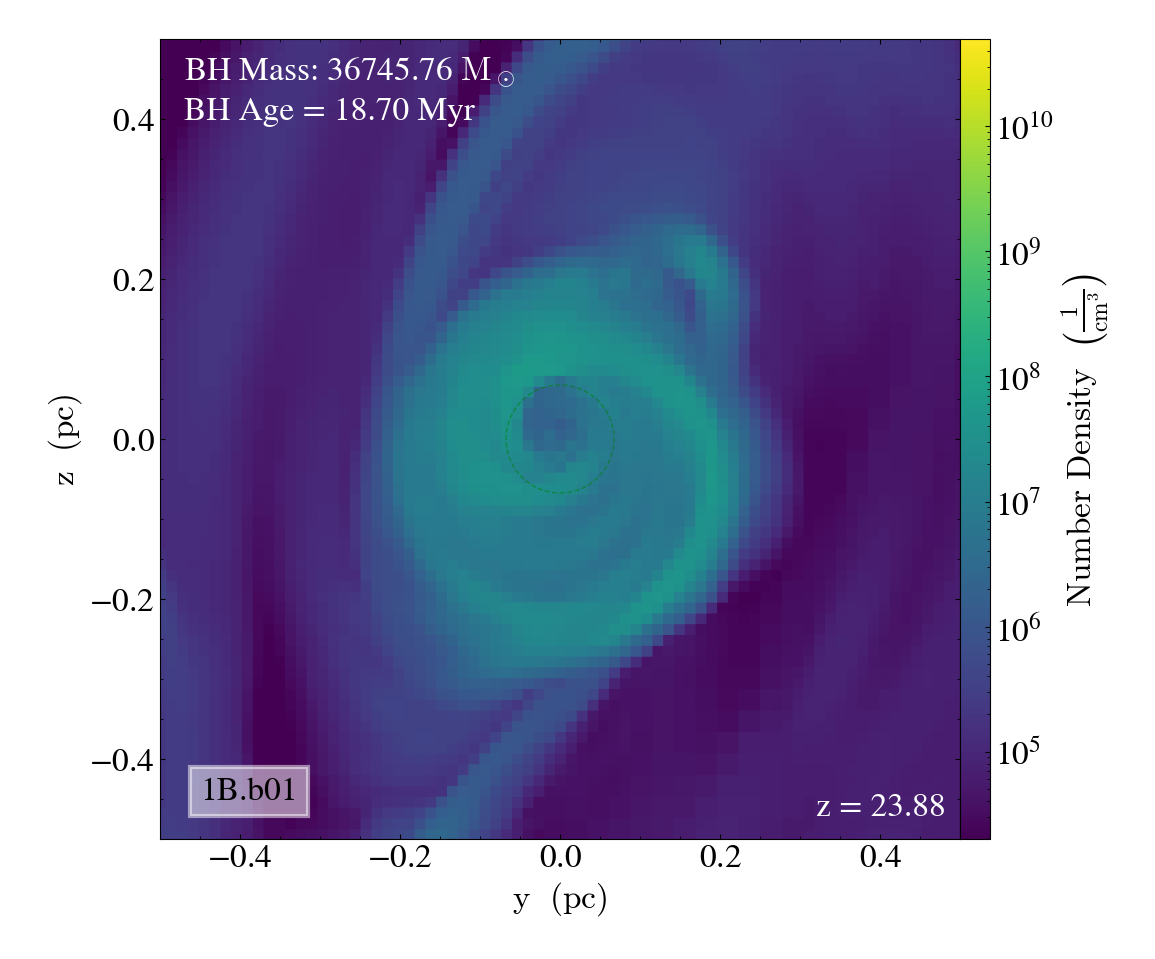 BH Mass: 36745.76 M☉
BH Age = 18.70 Myr
0.4
0.2
0.0
−0.2
−0.4
z (pc)
1B.b01
z = 23.88
−0.4 −0.2 0.0 0.2 0.4
y (pc)
10¹⁰
10⁹
10⁸
10⁷
10⁶
10⁵
Number Density (1/cm³)